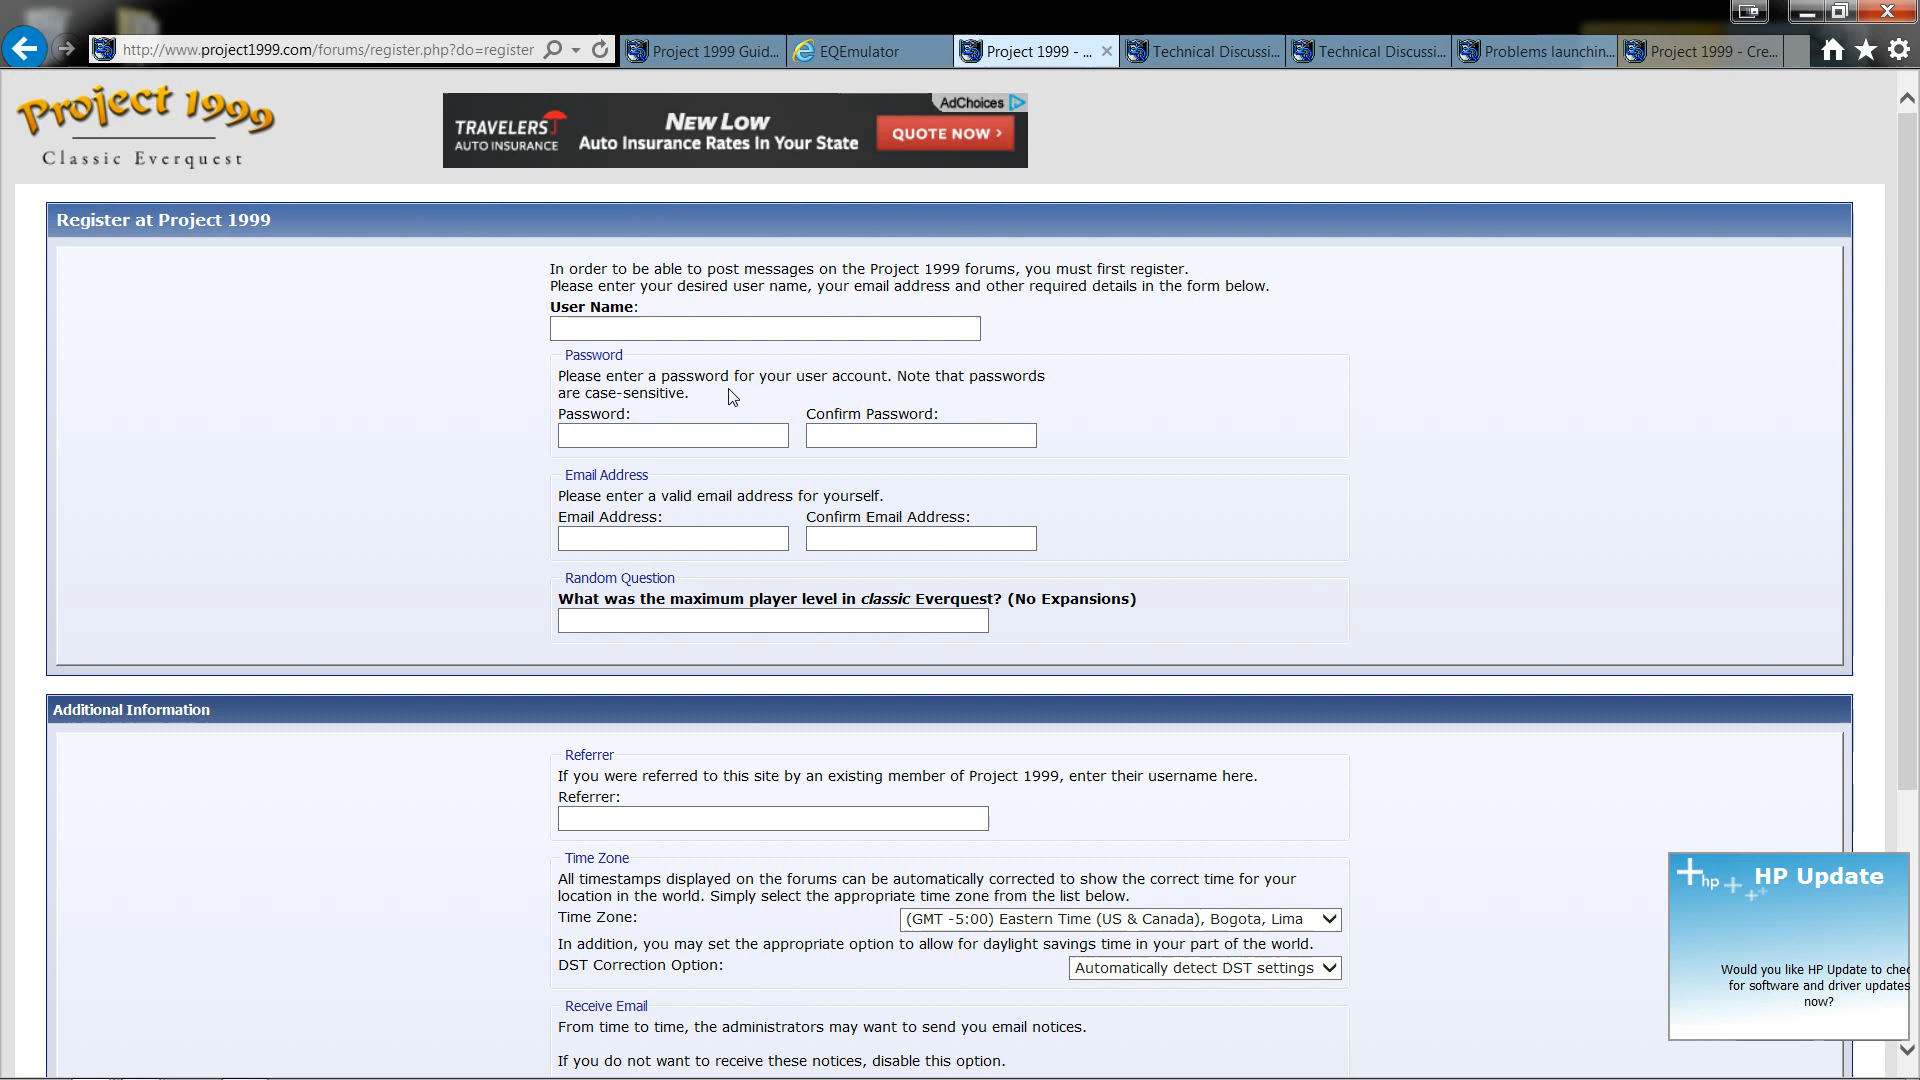 http://www.project1999.com/forums/register.php?do=register
Project 1999 Guid...
EQEmulator
Project 1999 - ...
Technical Discussi...
Technical Discussi...
Problems launchin...
Project 1999 - Cre...
Project 1999
Classic Everquest
AdChoices
TRAVELERS
AUTO INSURANCE
NEW LOW
Auto Insurance Rates In Your State
QUOTE NOW >
Register at Project 1999
In order to be able to post messages on the Project 1999 forums, you must first register.
Please enter your desired user name, your email address and other required details in the form below.
User Name:
Password
Please enter a password for your user account. Note that passwords
are case-sensitive.
Password: Confirm Password:
Email Address
Please enter a valid email address for yourself.
Email Address: Confirm Email Address:
Random Question
What was the maximum player level in classic Everquest? (No Expansions)
Additional Information
Referrer
If you were referred to this site by an existing member of Project 1999, enter their username here.
Referrer:
Time Zone
All timestamps displayed on the forums can be automatically corrected to show the correct time for your
location in the world. Simply select the appropriate time zone from the list below.
Time Zone: (GMT -5:00) Eastern Time (US & Canada), Bogota, Lima
In addition, you may set the appropriate option to allow for daylight savings time in your part of the world.
DST Correction Option: Automatically detect DST settings
Receive Email
From time to time, the administrators may want to send you email notices.
If you do not want to receive these notices, disable this option.
hp HP Update
Would you like HP Update to chec
for software and driver updates
now?